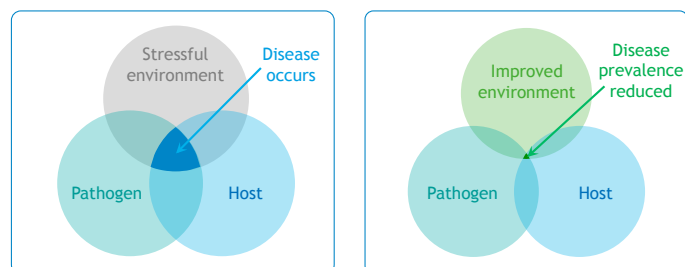 Stressful
environment
Disease
occurs
Pathogen
Host
Improved
environment
Disease
prevalence
reduced
Pathogen
Host